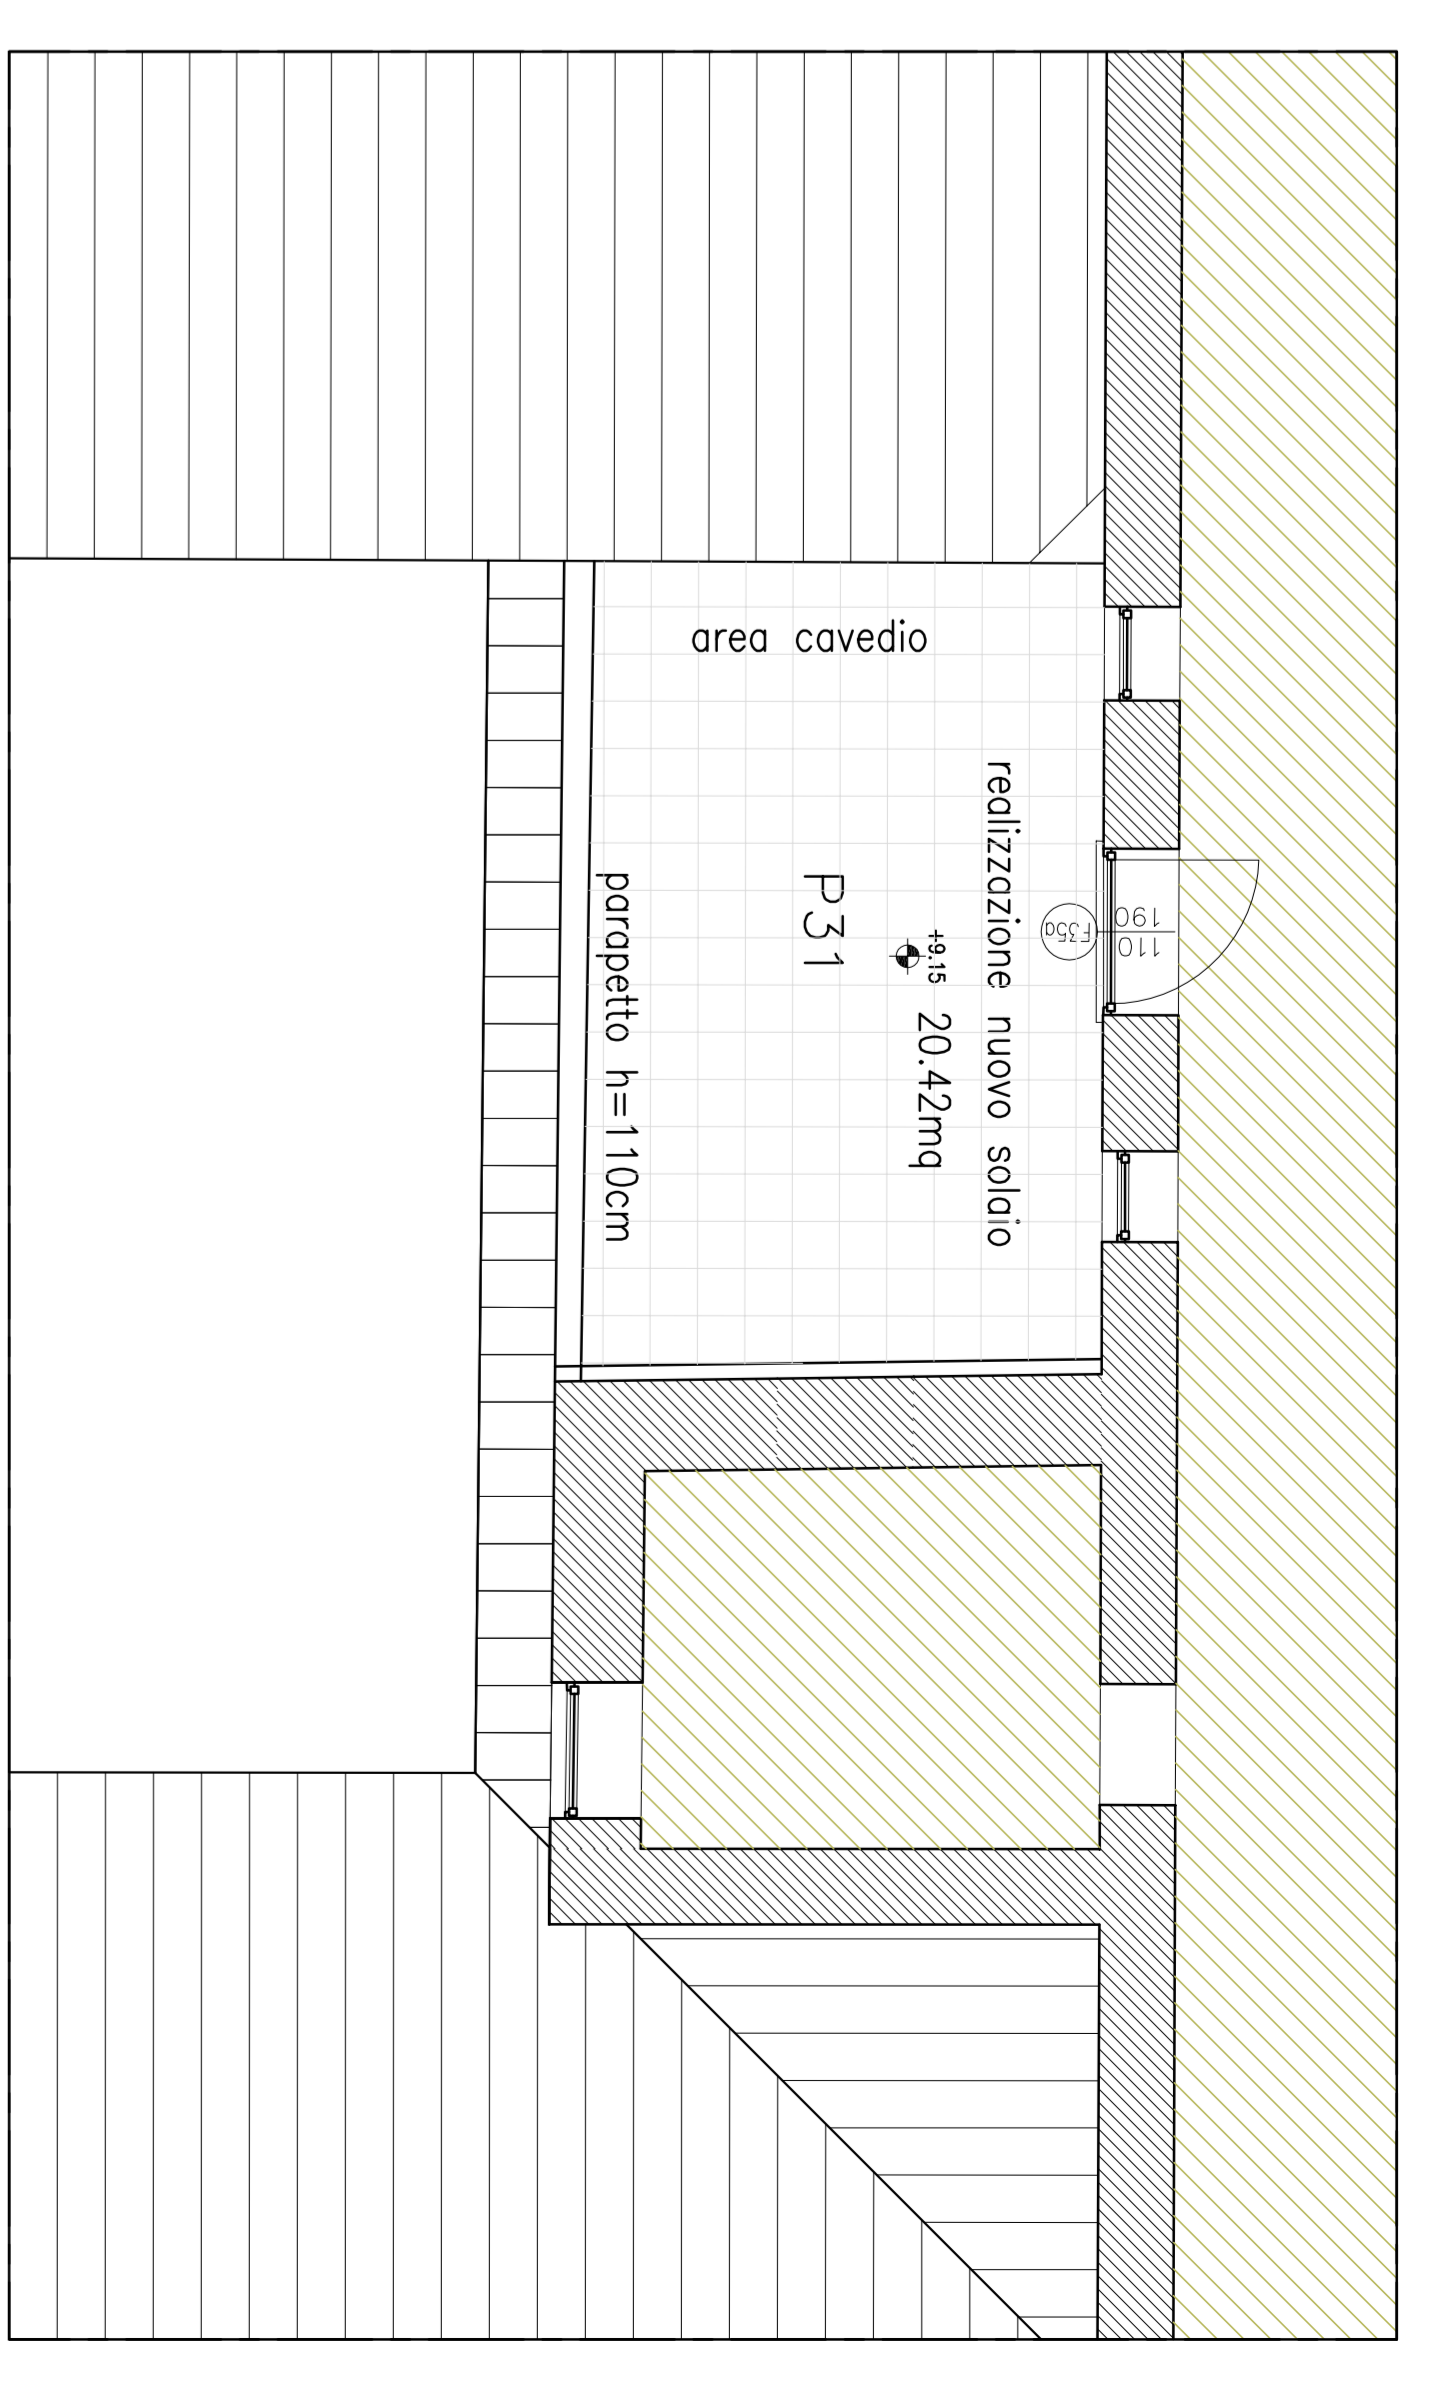 area cavedio
realizzazione nuovo solaio
+9.15
20.42mq
P31
parapetto h=110cm
F35a
110
190